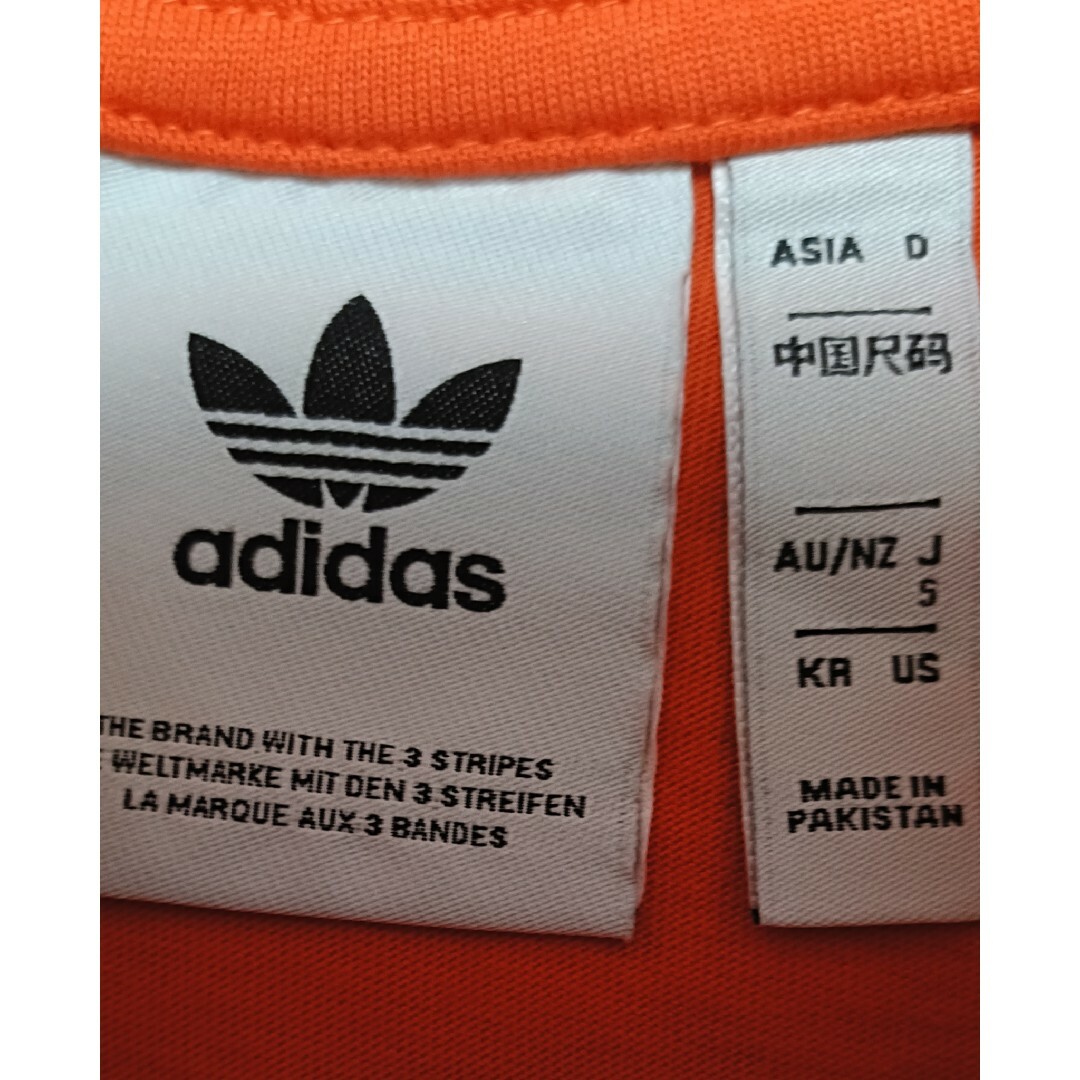 adidas
THE BRAND WITH THE 3 STRIPES
WELTMARKE MIT DEN 3 STREIFEN
LA MARQUE AUX 3 BANDES
ASIA D
中国尺码
AU/NZ J
S
KR US
MADE IN
PAKISTAN